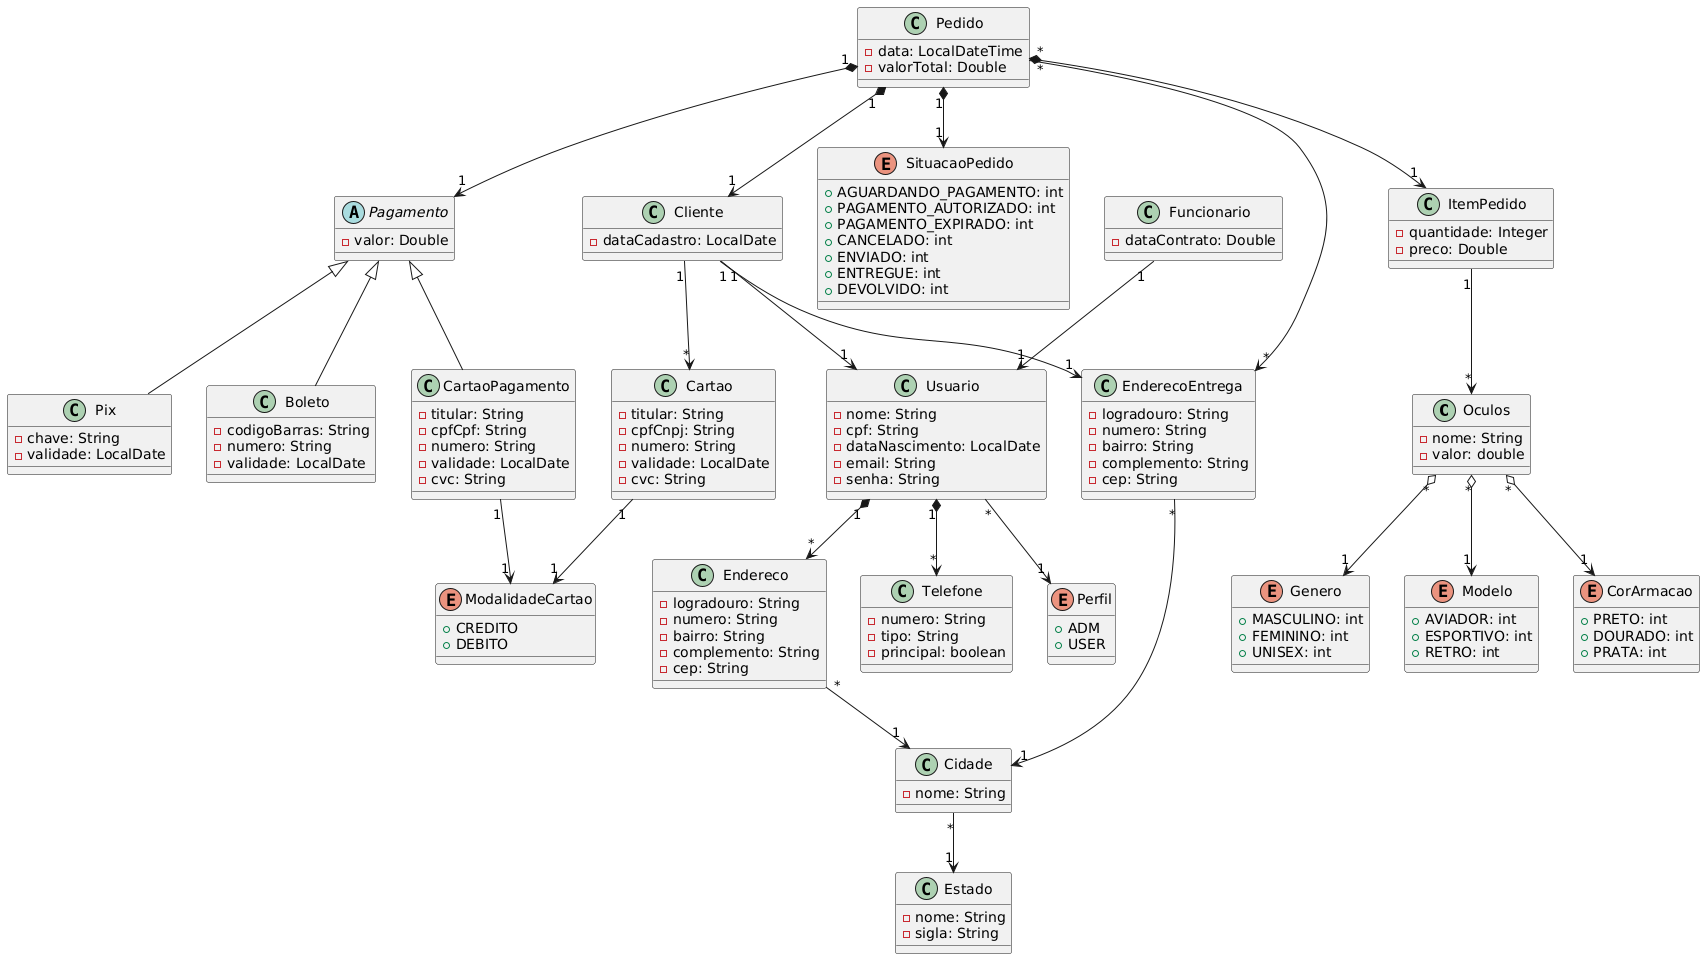 C Pedido
data: LocalDateTime
valorTotal: Double
1
1
1
*
*
1
1
1
1
*
A Pagamento
valor: Double
C Cliente
dataCadastro: LocalDate
E SituacaoPedido
AGUARDANDO_PAGAMENTO: int
PAGAMENTO_AUTORIZADO: int
PAGAMENTO_EXPIRADO: int
CANCELADO: int
ENVIADO: int
ENTREGUE: int
DEVOLVIDO: int
C Funcionario
dataContrato: Double
C ItemPedido
quantidade: Integer
preco: Double
1
1
1
1
1
*
1
1
1
*
C Pix
chave: String
validade: LocalDate
C Boleto
codigoBarras: String
numero: String
validade: LocalDate
C CartaoPagamento
titular: String
cpfCpf: String
numero: String
validade: LocalDate
cvc: String
C Cartao
titular: String
cpfCnpj: String
numero: String
validade: LocalDate
cvc: String
C Usuario
nome: String
cpf: String
dataNascimento: LocalDate
email: String
senha: String
C EnderecoEntrega
logradouro: String
numero: String
bairro: String
complemento: String
cep: String
C Oculos
nome: String
valor: double
1
1
1
1
*
*
*
*
*
1
1
*
*
1
1
1
1
E ModalidadeCartao
CREDITO
DEBITO
C Endereco
logradouro: String
numero: String
bairro: String
complemento: String
cep: String
C Telefone
numero: String
tipo: String
principal: boolean
E Perfil
ADM
USER
E Genero
MASCULINO: int
FEMININO: int
UNISEX: int
E Modelo
AVIADOR: int
ESPORTIVO: int
RETRO: int
E CorArmacao
PRETO: int
DOURADO: int
PRATA: int
*
1
1
C Cidade
nome: String
*
1
C Estado
nome: String
sigla: String